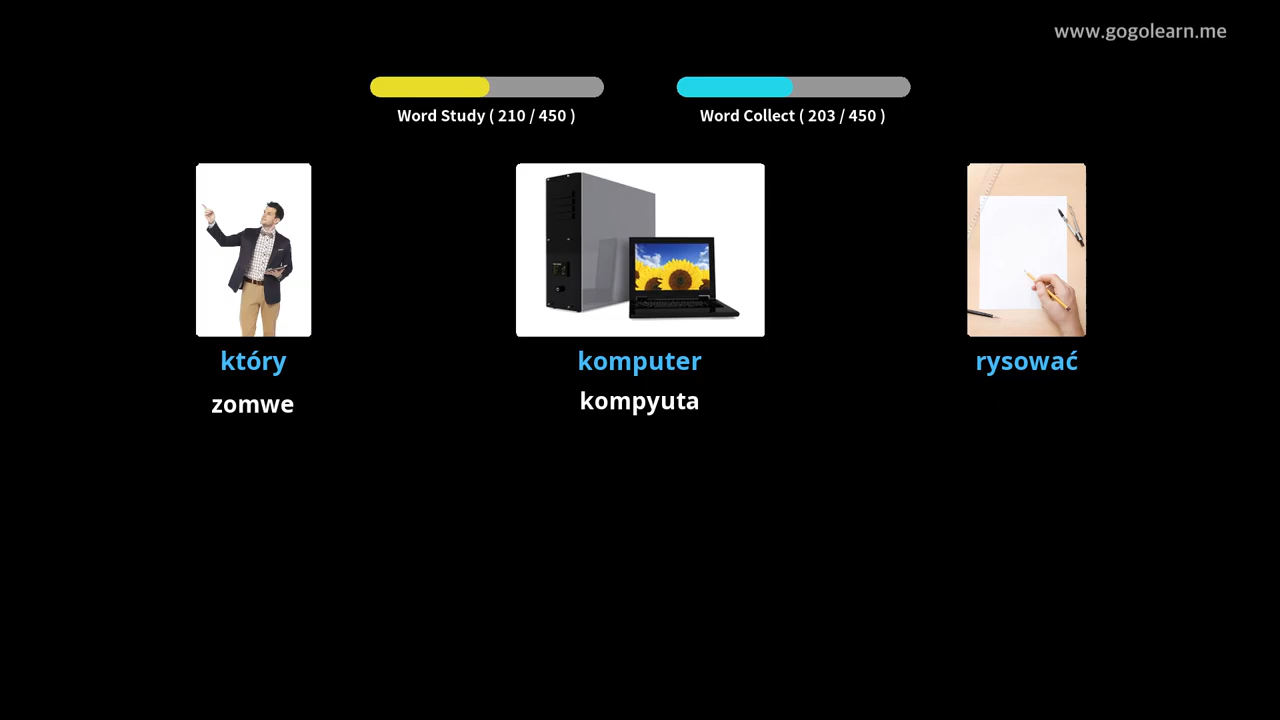 www.gogolearn.me
Word Study ( 210 / 450 )
Word Collect ( 203 / 450 )
który
komputer
rysować
zomwe
kompyuta